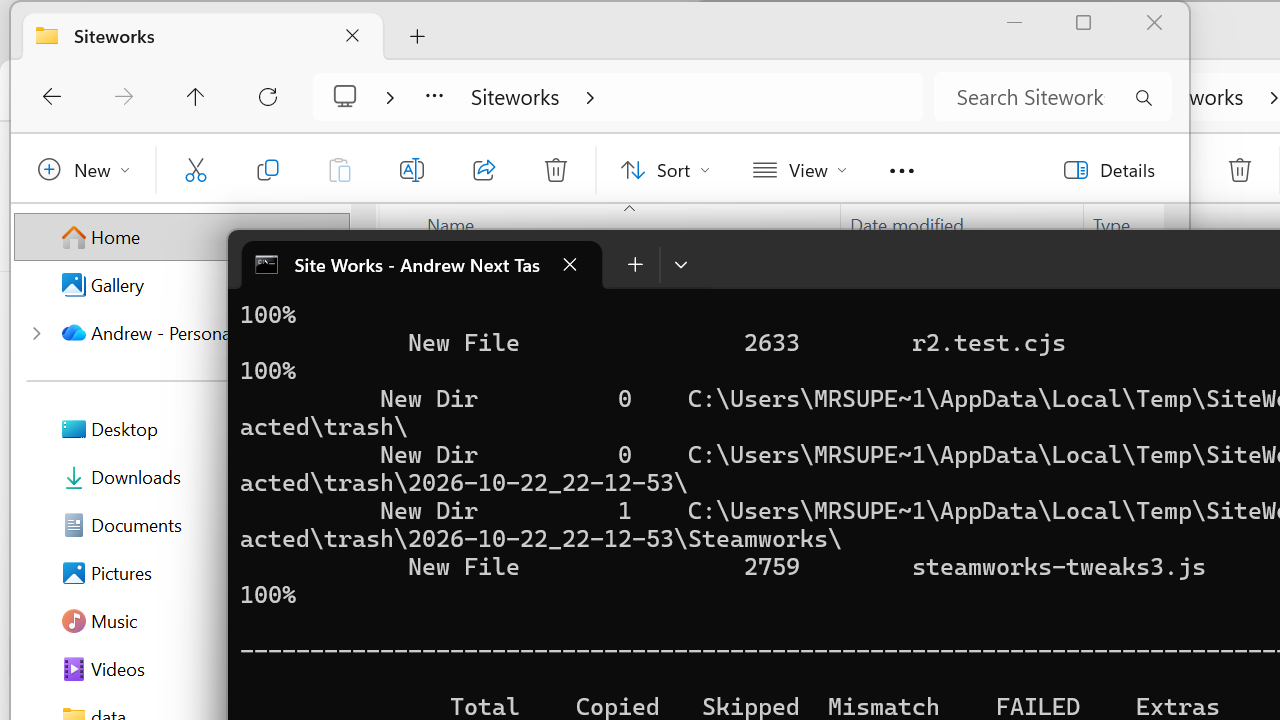 Siteworks
Siteworks
Search Sitework
works
New
Sort
View
Details
Name
Date modified
Type
Home
Gallery
Andrew - Persona
Desktop
Downloads
Documents
Pictures
Music
Videos
data
Site Works - Andrew Next Tas
100%
New File 2633 r2.test.cjs
100%
New Dir 0 C:\Users\MRSUPE~1\AppData\Local\Temp\SiteWo
acted\trash\
New Dir 0 C:\Users\MRSUPE~1\AppData\Local\Temp\SiteWo
acted\trash\2026-10-22_22-12-53\
New Dir 1 C:\Users\MRSUPE~1\AppData\Local\Temp\SiteWo
acted\trash\2026-10-22_22-12-53\Steamworks\
New File 2759 steamworks-tweaks3.js
100%
------------------------------------------------------------------------------
Total Copied Skipped Mismatch FAILED Extras